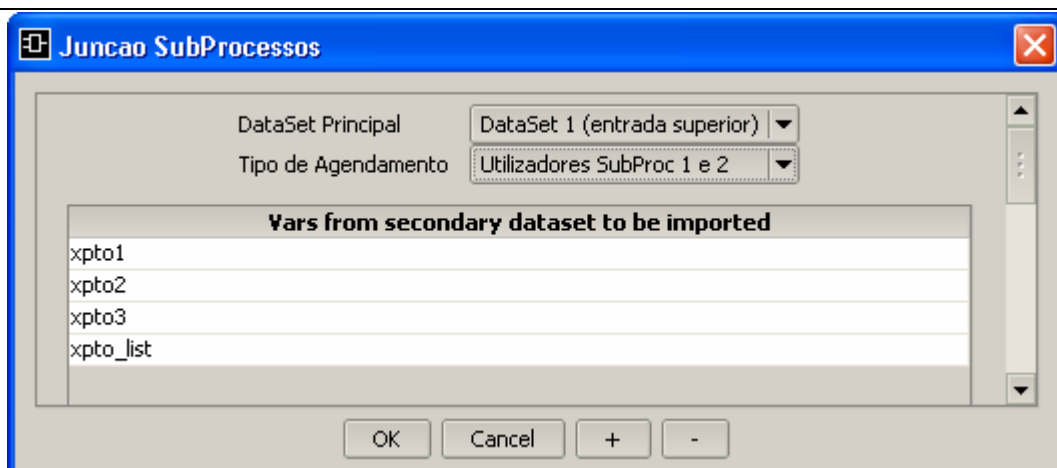 Juncao SubProcessos
DataSet Principal DataSet 1 (entrada superior)
Tipo de Agendamento Utilizadores SubProc 1 e 2
Vars from secondary dataset to be imported
xpto1
xpto2
xpto3
xpto_list
OK Cancel + -